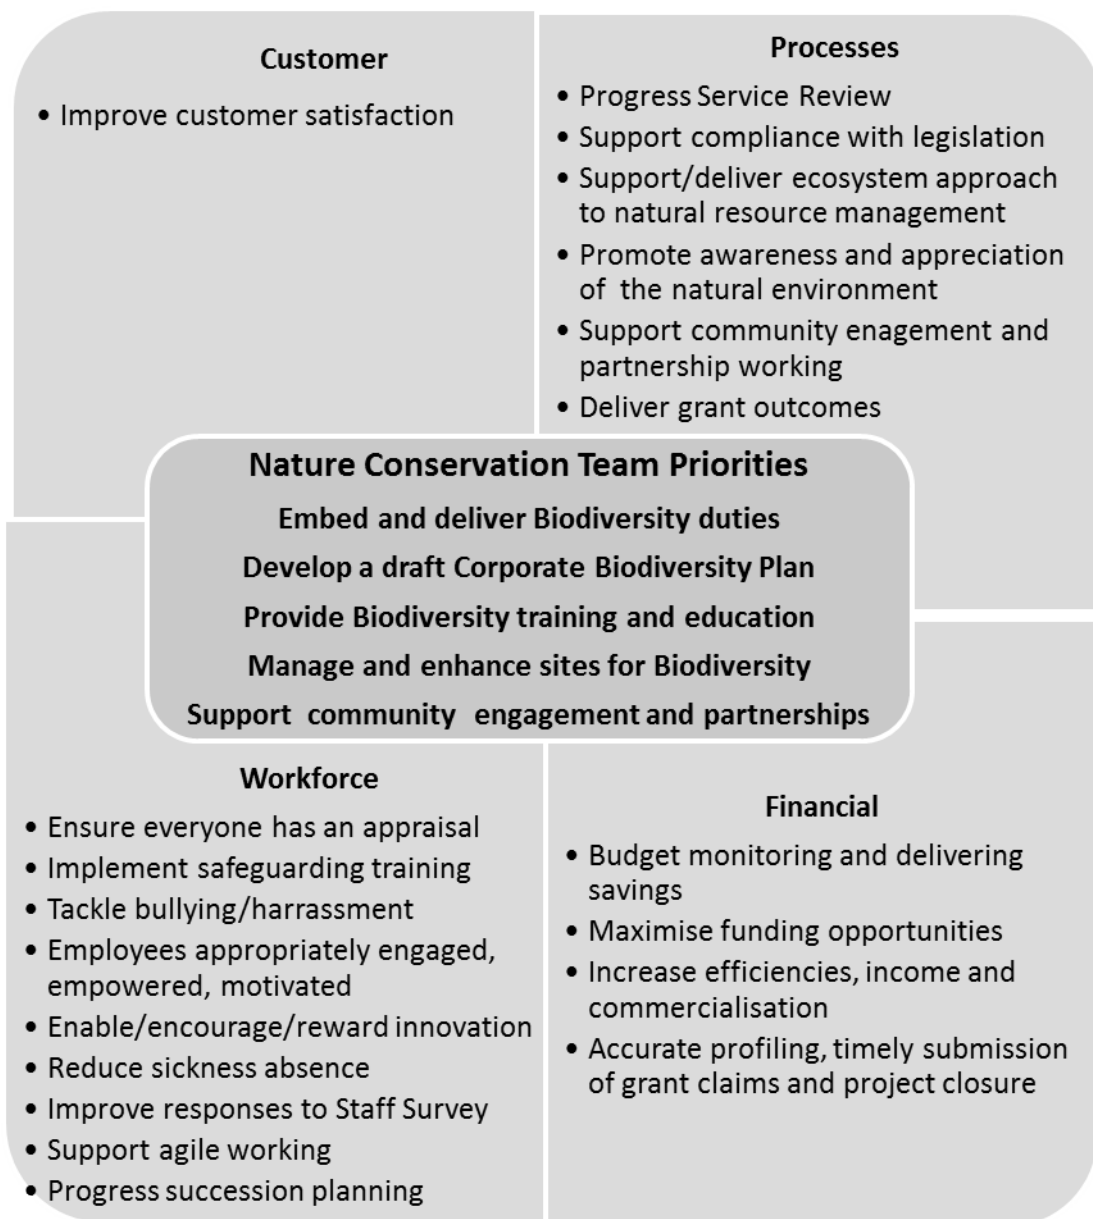 Customer
• Improve customer satisfaction
Processes
• Progress Service Review
• Support compliance with legislation
• Support/deliver ecosystem approach
to natural resource management
• Promote awareness and appreciation
of the natural environment
• Support community enagement and
partnership working
• Deliver grant outcomes
Nature Conservation Team Priorities
Embed and deliver Biodiversity duties
Develop a draft Corporate Biodiversity Plan
Provide Biodiversity training and education
Manage and enhance sites for Biodiversity
Support community engagement and partnerships
Workforce
• Ensure everyone has an appraisal
• Implement safeguarding training
• Tackle bullying/harrassment
• Employees appropriately engaged,
empowered, motivated
• Enable/encourage/reward innovation
• Reduce sickness absence
• Improve responses to Staff Survey
• Support agile working
• Progress succession planning
Financial
• Budget monitoring and delivering
savings
• Maximise funding opportunities
• Increase efficiencies, income and
commercialisation
• Accurate profiling, timely submission
of grant claims and project closure